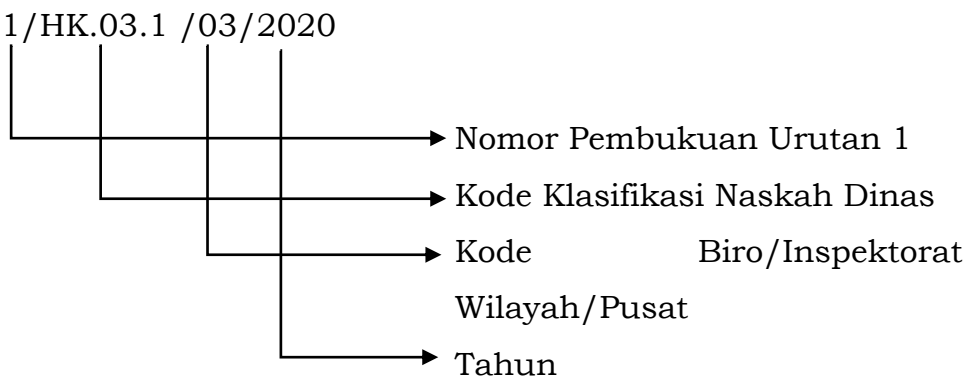 1/HK.03.1 /03/2020
Nomor Pembukuan Urutan 1
Kode Klasifikasi Naskah Dinas
Kode Biro/Inspektorat
Wilayah/Pusat
Tahun